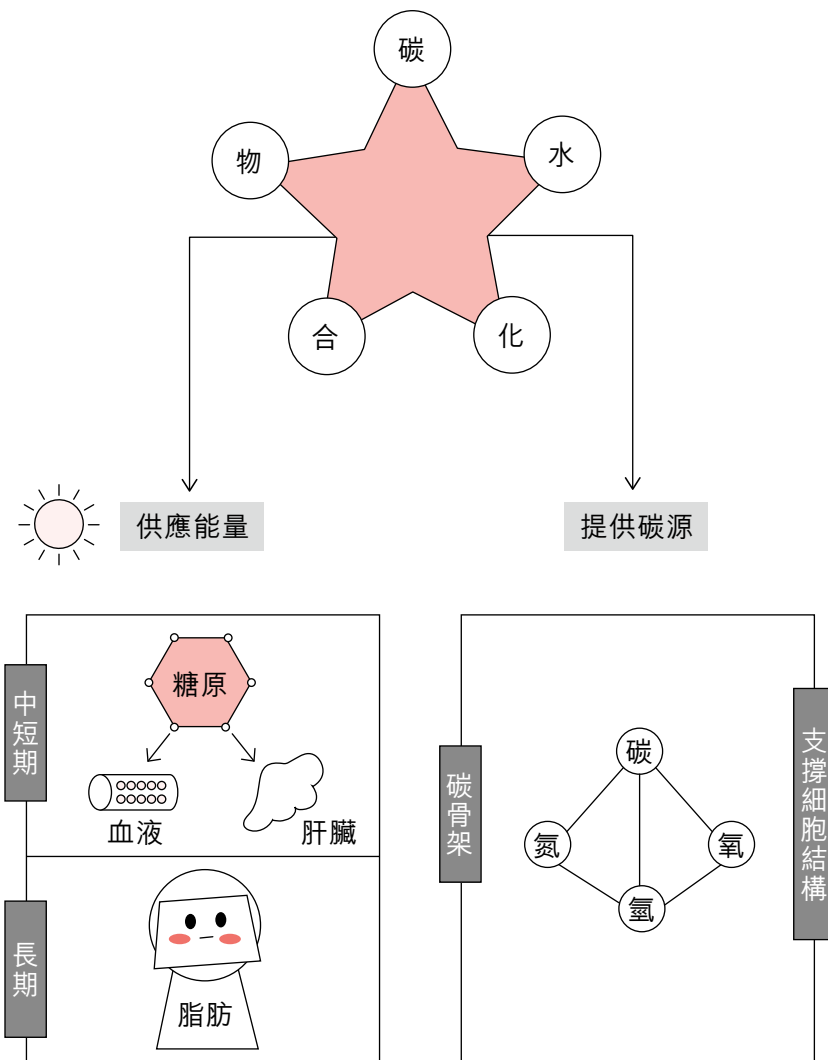 碳
水
化
合
物
供應能量
提供碳源
中短期
糖原
血液
肝臟
長期
脂肪
碳骨架
碳
氮
氧
氫
支撐細胞結構